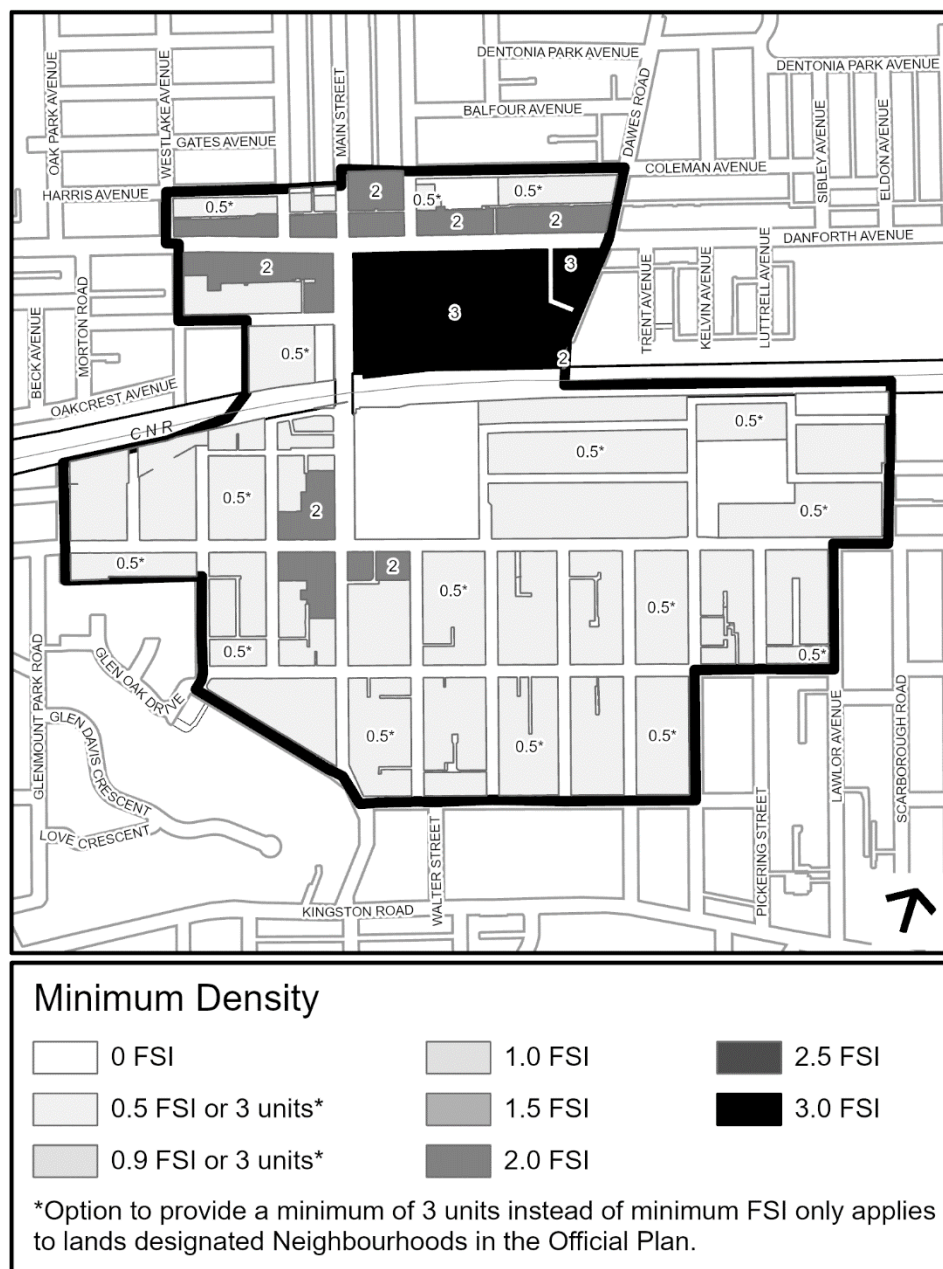 DENTONIA PARK AVENUE
DENTONIA PARK AVENUE
OAK PARK AVENUE
WESTLAKE AVENUE
MAIN STREET
DAWES ROAD
BALFOUR AVENUE
GATES AVENUE
COLEMAN AVENUE
SIBLEY AVENUE
ELDON AVENUE
HARRIS AVENUE
2
0.5*
0.5*
0.5*
2
2
DANFORTH AVENUE
2
3
3
TRENT AVENUE
KELVIN AVENUE
LUTTRELL AVENUE
BECK AVENUE
MORTON ROAD
0.5*
2
OAKCREST AVENUE
CNR
0.5*
0.5*
0.5*
2
0.5*
0.5*
2
0.5*
0.5*
0.5*
0.5*
GLENMOUNT PARK ROAD
GLEN OAK DRIVE
GLEN DAVIS CRESCENT
LOVE CRESCENT
0.5*
0.5*
0.5*
LAWLOR AVENUE
SCARBOROUGH ROAD
WALTER STREET
PICKERING STREET
KINGSTON ROAD
Minimum Density
0 FSI
1.0 FSI
2.5 FSI
0.5 FSI or 3 units*
1.5 FSI
3.0 FSI
0.9 FSI or 3 units*
2.0 FSI
*Option to provide a minimum of 3 units instead of minimum FSI only applies
to lands designated Neighbourhoods in the Official Plan.